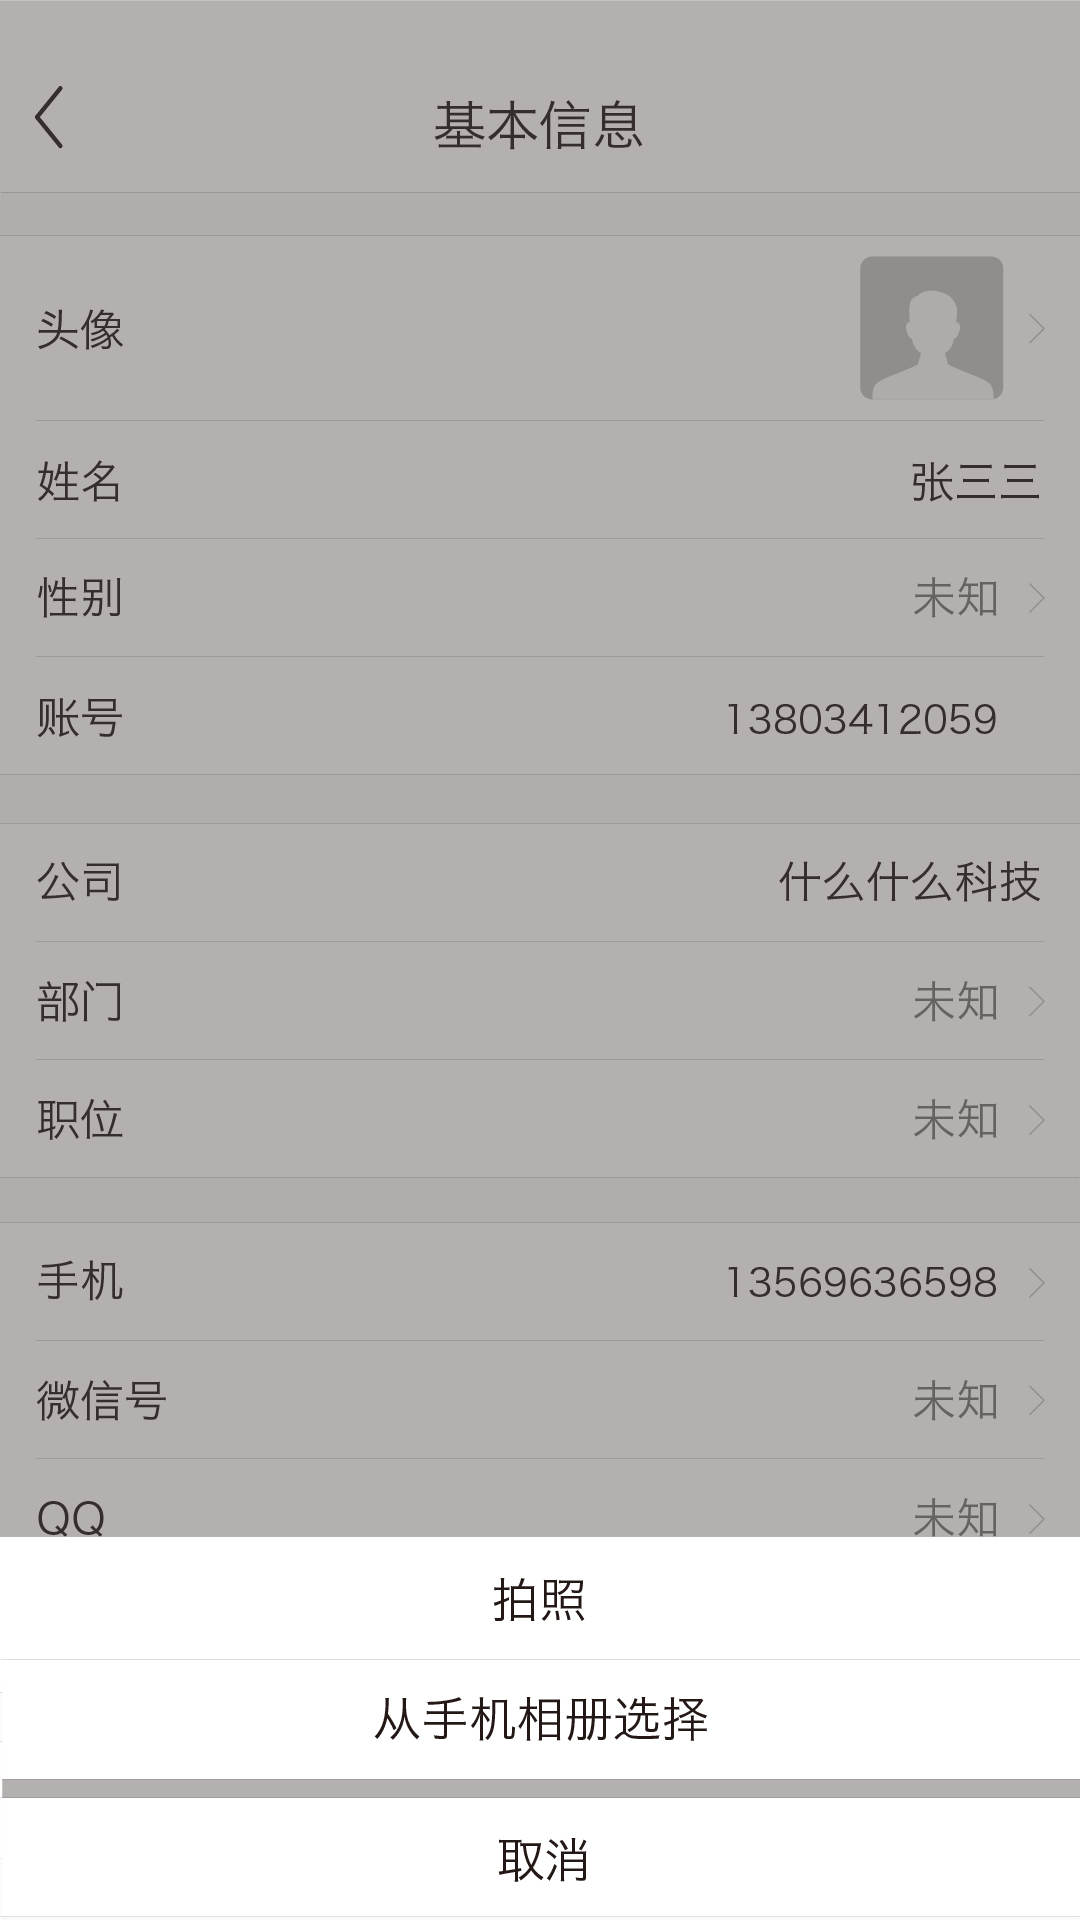 基本信息
头像
姓名 张三三
性别 未知
账号 13803412059
公司 什么什么科技
部门 未知
职位 未知
手机 13569636598
微信号 未知
QQ 未知
拍照
从手机相册选择
取消